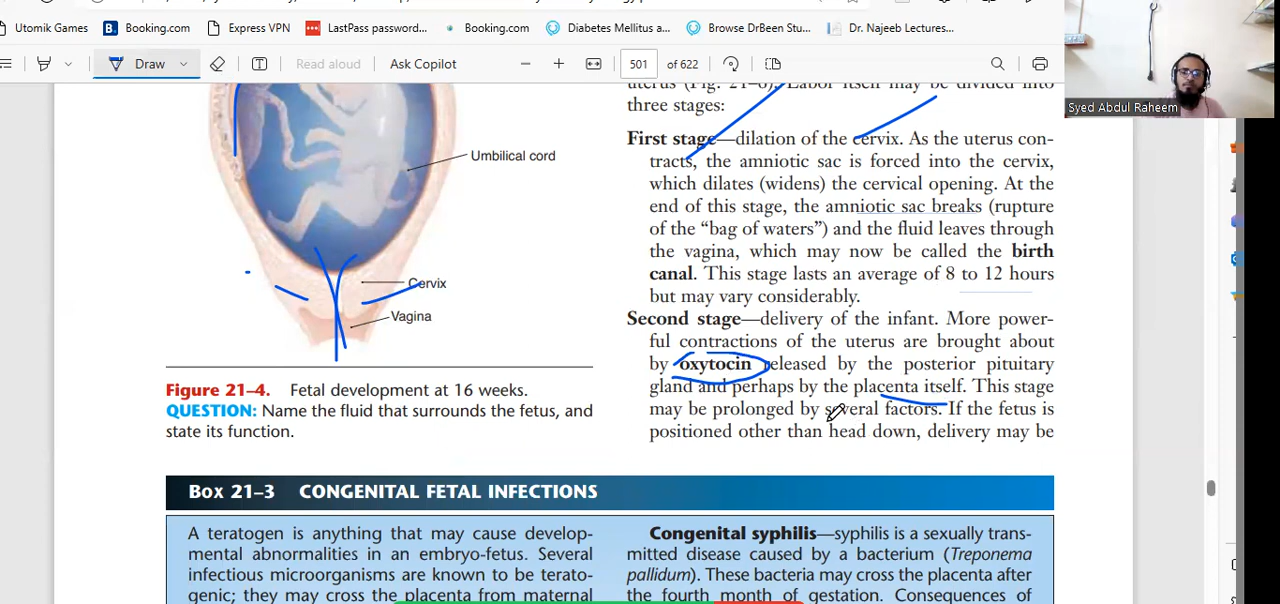 Utomik Games
Booking.com
Express VPN
LastPass password...
Booking.com
Diabetes Mellitus a...
Browse DrBeen Stu...
Dr. Najeeb Lectures...
Draw
Read aloud
Ask Copilot
501
of 622
Syed Abdul Raheem
Umbilical cord
Cervix
Vagina
Figure 21–4. Fetal development at 16 weeks.
QUESTION: Name the fluid that surrounds the fetus, and
state its function.
uterus (Fig. 21–6). Labor itself may be divided into
three stages:
First stage—dilation of the cervix. As the uterus con-
tracts, the amniotic sac is forced into the cervix,
which dilates (widens) the cervical opening. At the
end of this stage, the amniotic sac breaks (rupture
of the “bag of waters”) and the fluid leaves through
the vagina, which may now be called the birth
canal. This stage lasts an average of 8 to 12 hours
but may vary considerably.
Second stage—delivery of the infant. More power-
ful contractions of the uterus are brought about
by oxytocin released by the posterior pituitary
gland and perhaps by the placenta itself. This stage
may be prolonged by several factors. If the fetus is
positioned other than head down, delivery may be
Box 21–3 CONGENITAL FETAL INFECTIONS
A teratogen is anything that may cause develop-
mental abnormalities in an embryo-fetus. Several
infectious microorganisms are known to be terato-
genic; they may cross the placenta from maternal
Congenital syphilis—syphilis is a sexually trans-
mitted disease caused by a bacterium (Treponema
pallidum). These bacteria may cross the placenta after
the fourth month of gestation. Consequences of